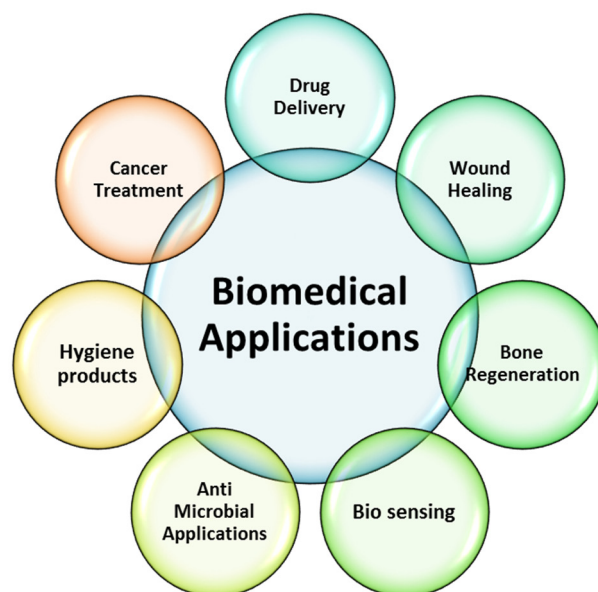 Drug
Delivery
Wound
Healing
Bone
Regeneration
Bio sensing
Anti
Microbial
Applications
Hygiene
products
Cancer
Treatment
Biomedical
Applications